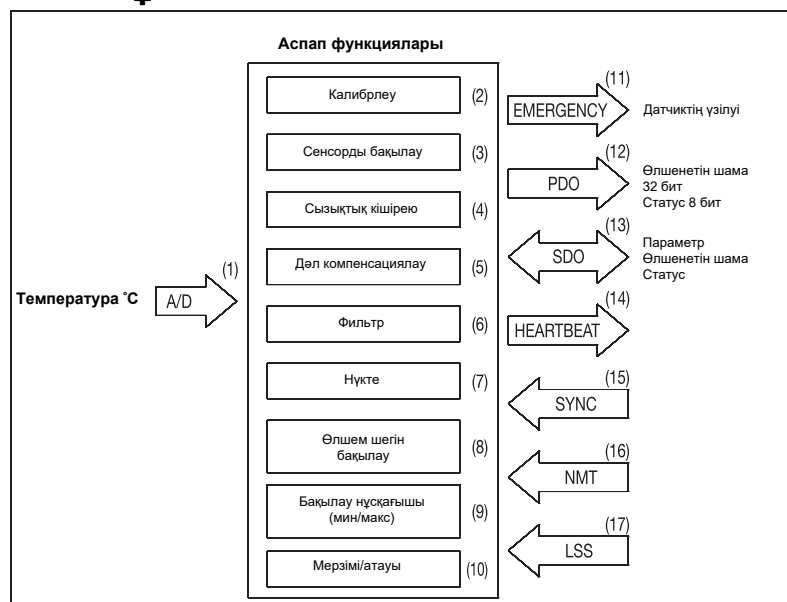 Аспап функциялары
Температура °C
A/D
(1)
Калибрлеу
(2)
Сенсорды бақылау
(3)
Сызықтық кішірею
(4)
Дәл компенсациялау
(5)
Фильтр
(6)
Нүкте
(7)
Өлшем шегін
бақылау
(8)
Бақылау нұсқағышы
(мин/макс)
(9)
Мерзімі/атауы
(10)
(11)
EMERGENCY
Датчиктің үзілуі
(12)
PDO
Өлшенетін шама
32 бит
Статус 8 бит
(13)
SDO
Параметр
Өлшенетін шама
Статус
(14)
HEARTBEAT
(15)
SYNC
(16)
NMT
(17)
LSS